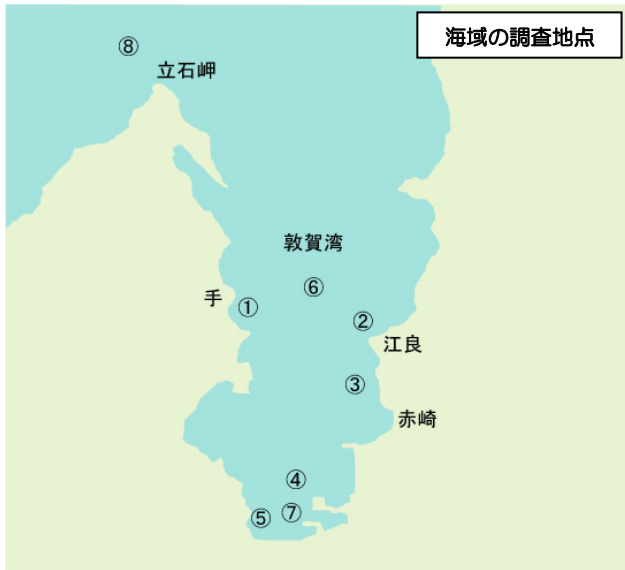 海域の調査地点
⑧
立石岬
敦賀湾
⑥
手
①
②
江良
③
赤崎
④
⑦
⑤